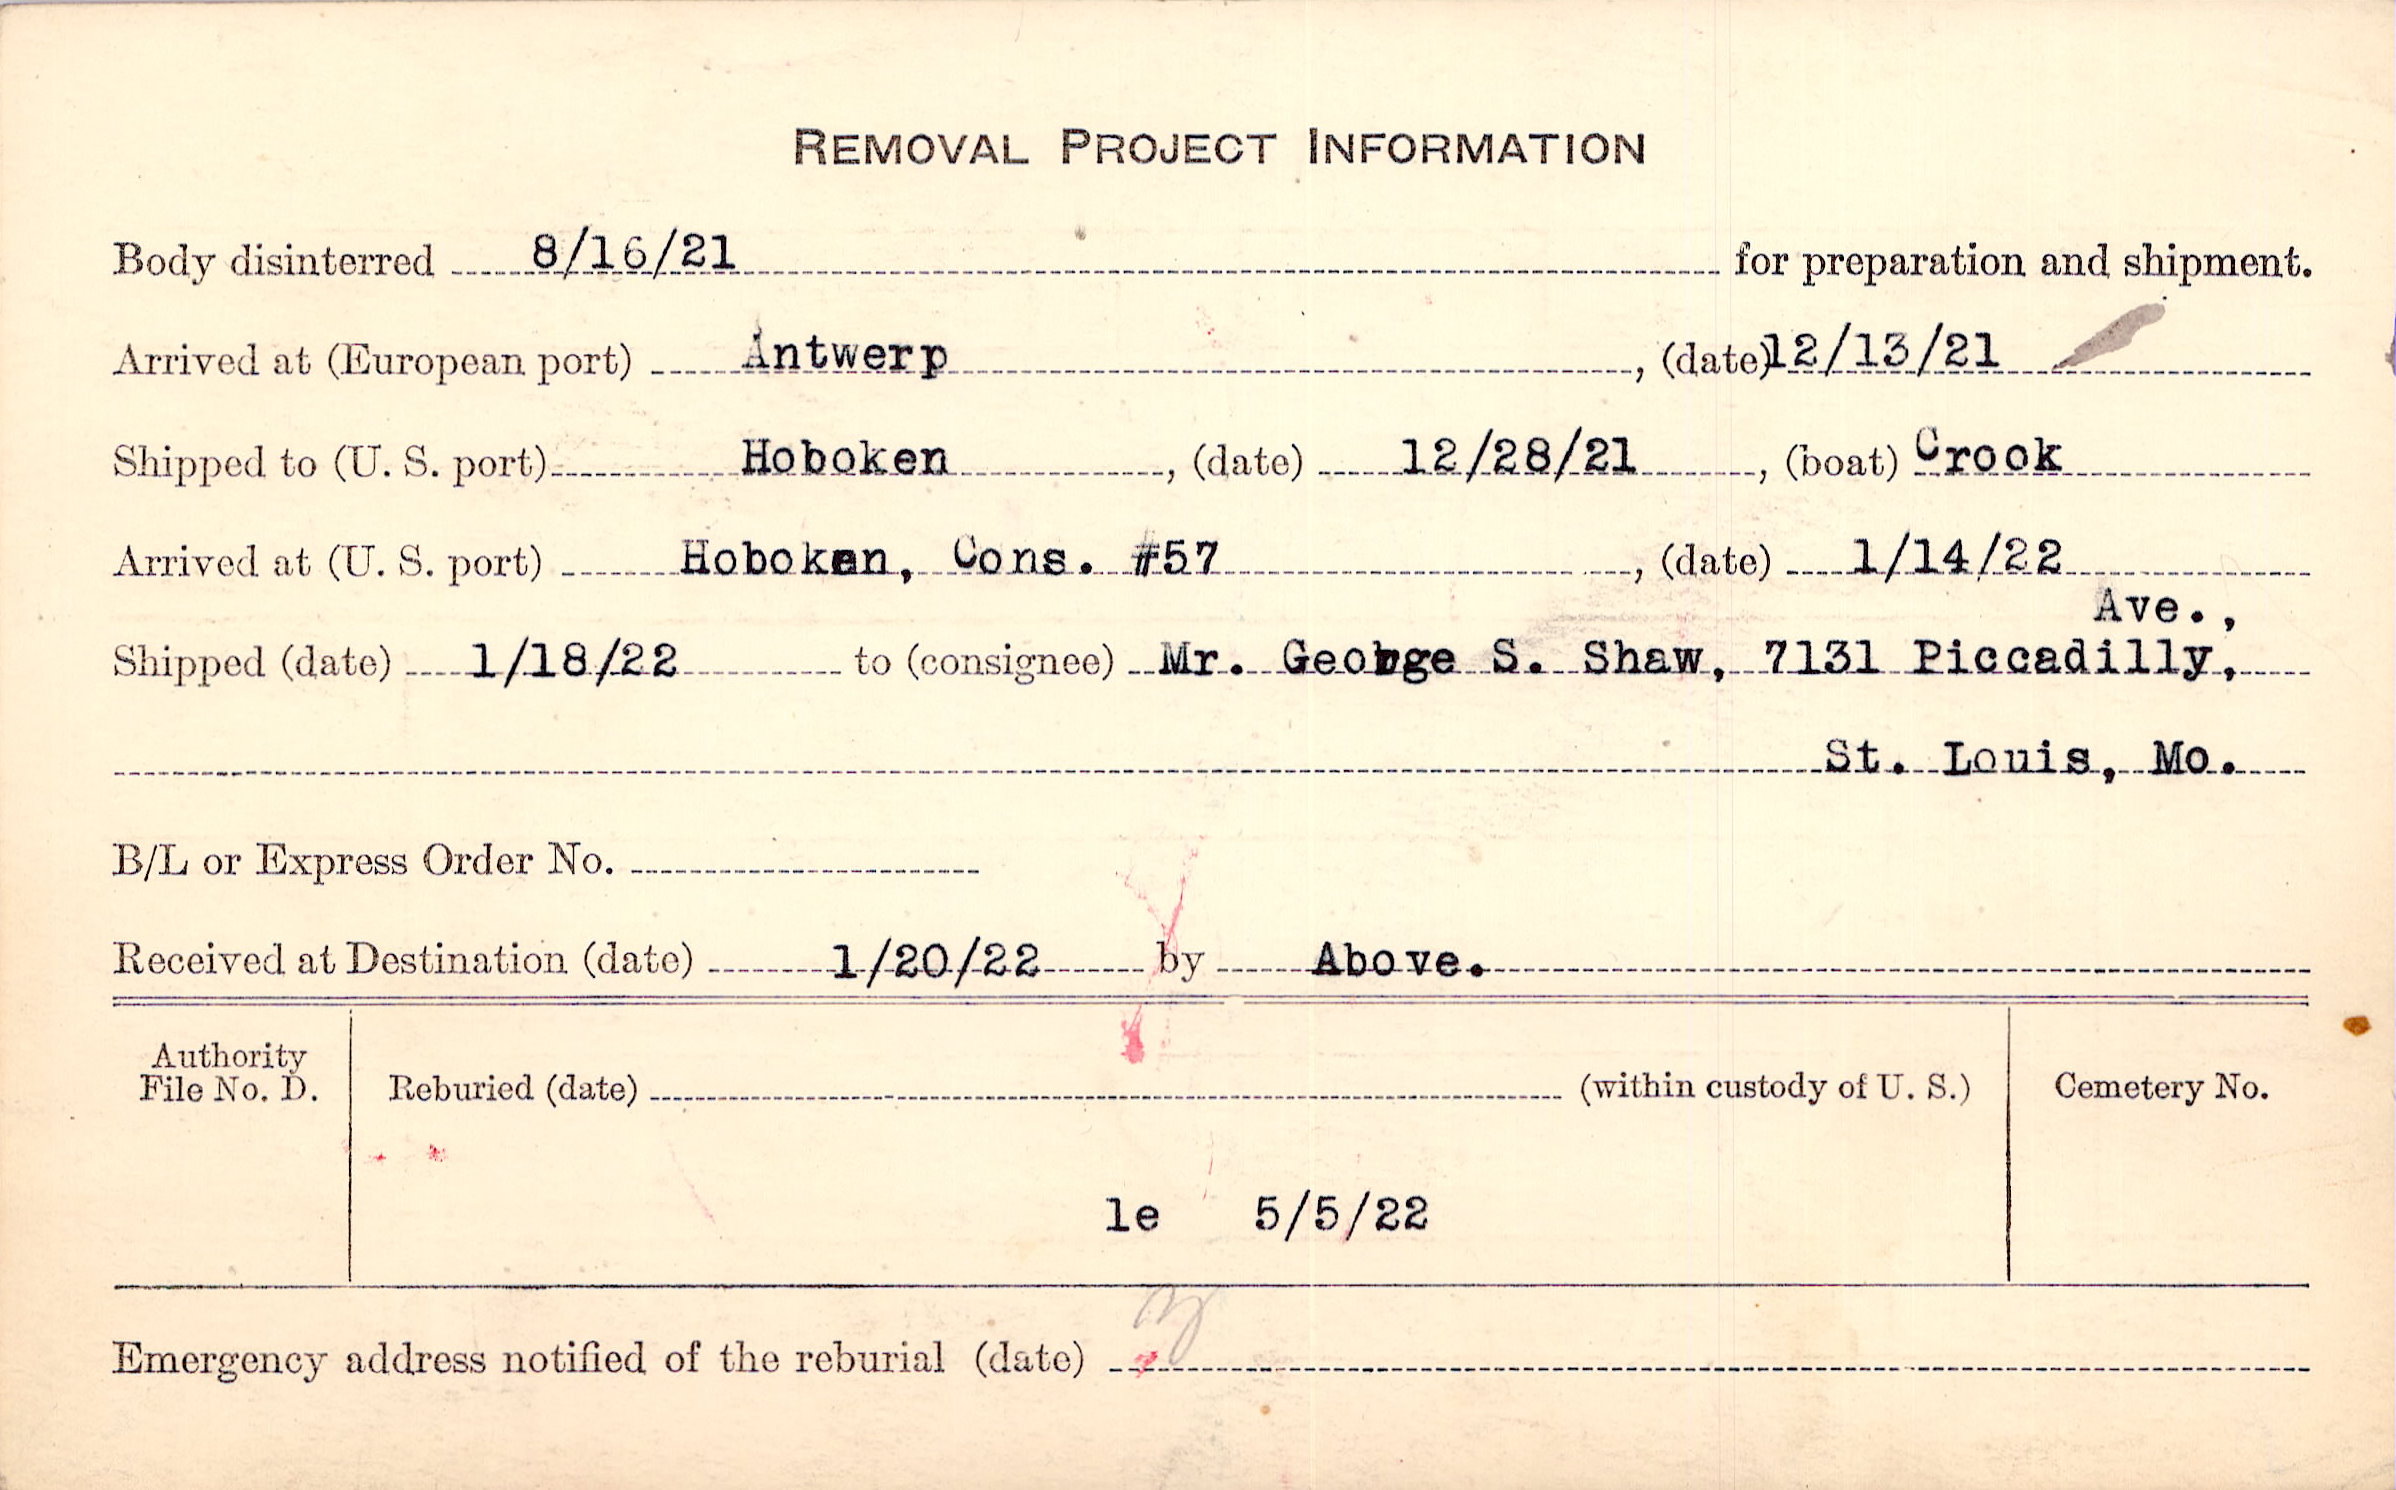 REMOVAL PROJECT INFORMATION
Body disinterred 8/16/21 for preparation and shipment.
Arrived at (European port) Antwerp, (date) 12/13/21
Shipped to (U. S. port) Hoboken, (date) 12/28/21, (boat) Crook
Arrived at (U. S. port) Hoboken, Cons. #57, (date) 1/14/22
Ave.,
Shipped (date) 1/18/22 to (consignee) Mr. George S. Shaw, 7131 Piccadilly,
St. Louis, Mo.
B/L or Express Order No.
Received at Destination (date) 1/20/22 by Above.
Authority
File No. D. Reburied (date) (within custody of U. S.) Cemetery No.
le 5/5/22
Emergency address notified of the reburial (date)